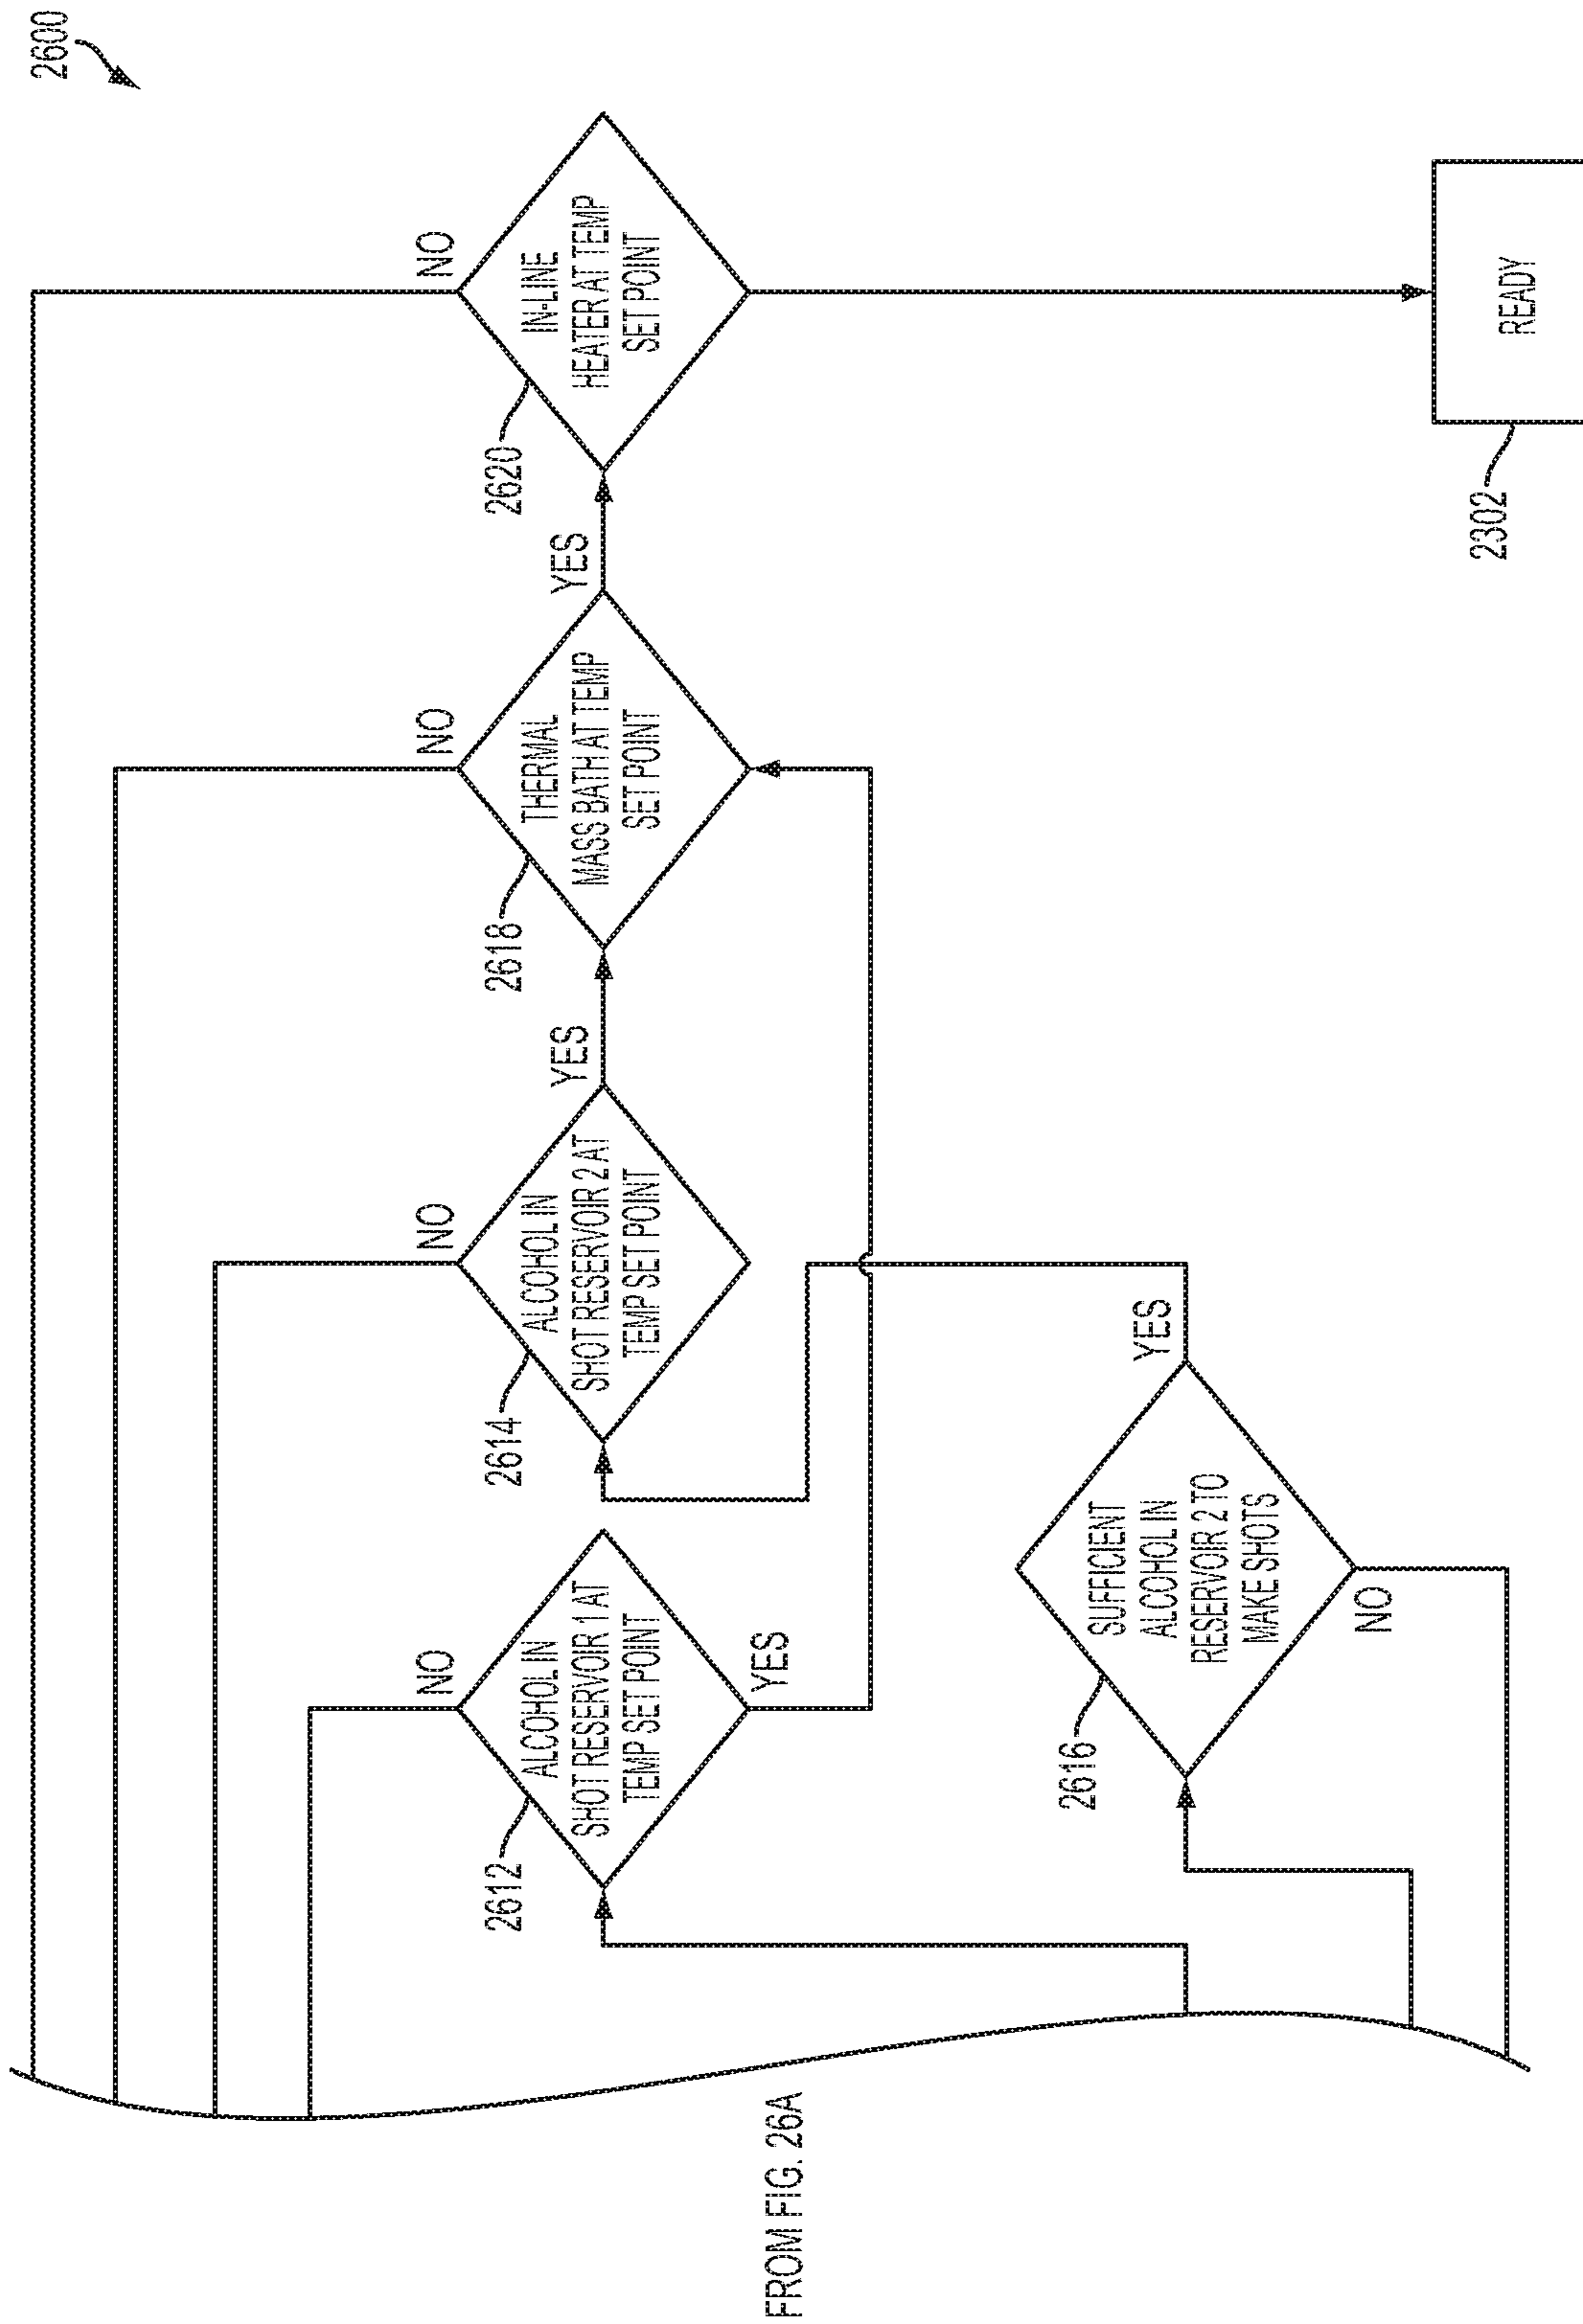 2600
FROM FIG. 26A
2612
ALCOHOL IN
SHOT RESERVOIR 1 AT
TEMP SET POINT
NO
YES
2614
ALCOHOL IN
SHOT RESERVOIR 2 AT
TEMP SET POINT
NO
YES
2618
THERMAL
MASS BATH AT TEMP
SET POINT
NO
YES
2620
IN-LINE
HEATER AT TEMP
SET POINT
NO
2616
SUFFICIENT
ALCOHOL IN
RESERVOIR 2 TO
MAKE SHOTS
YES
NO
2302
READY